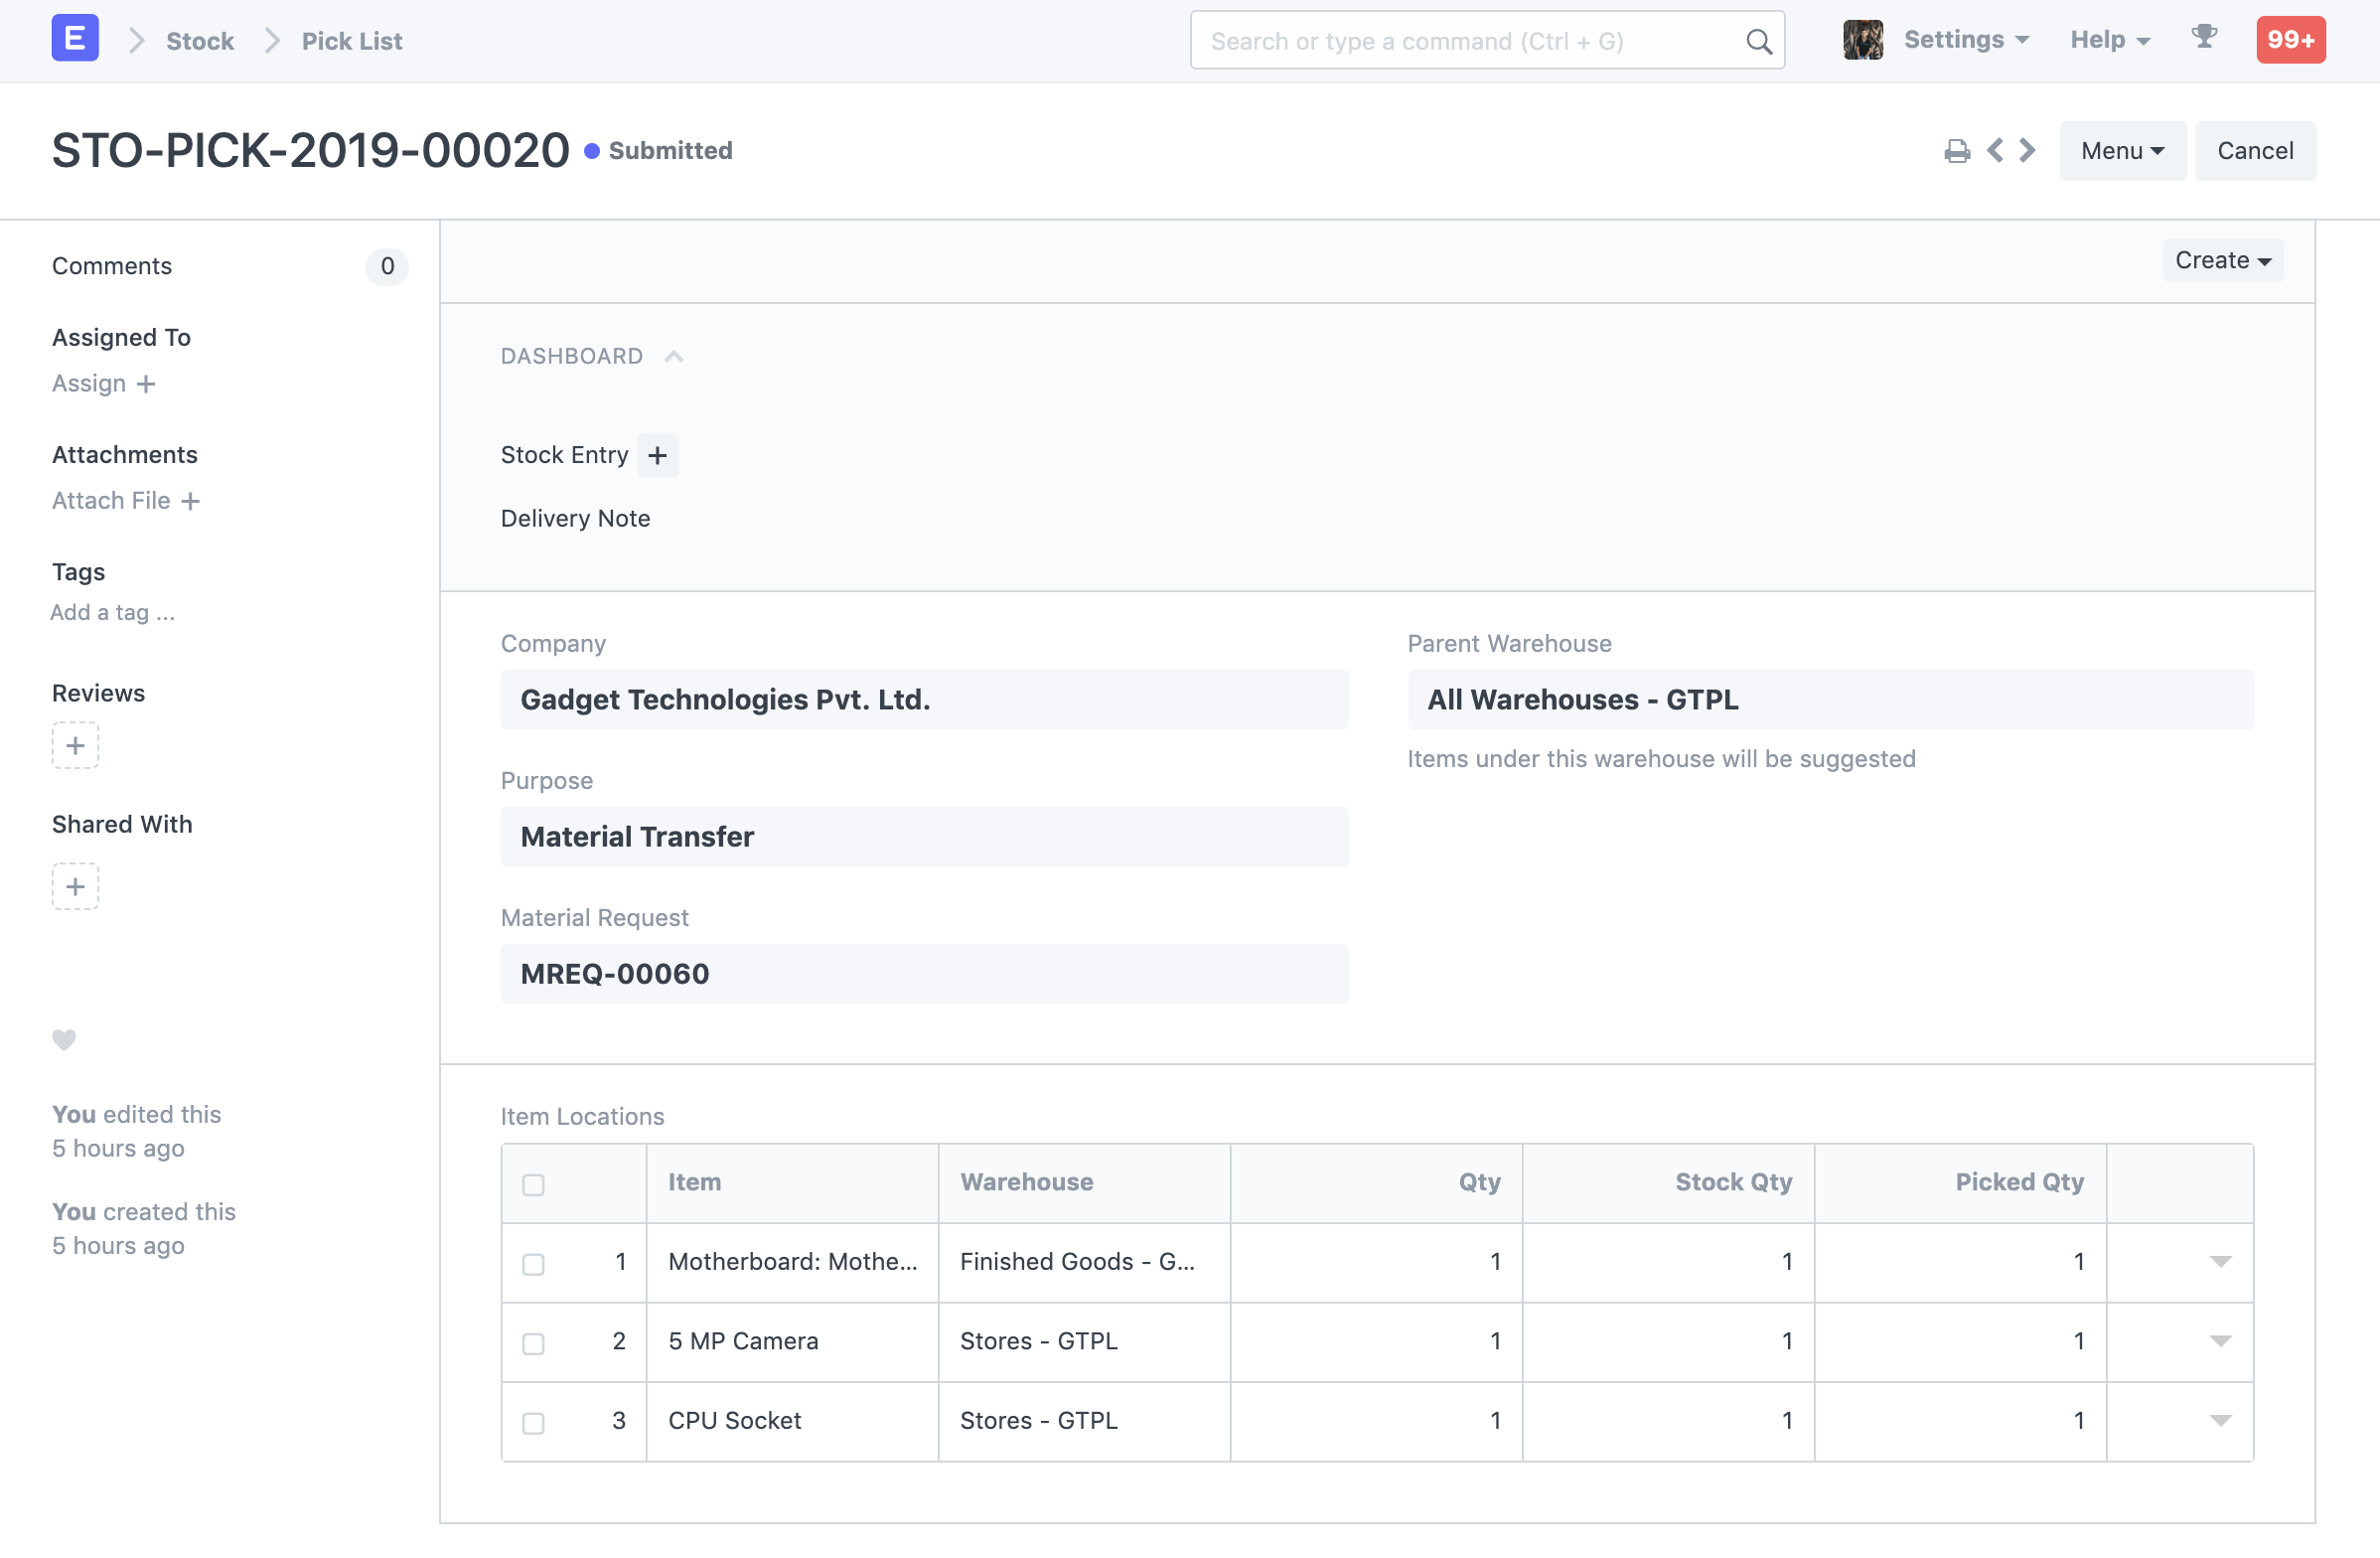 E Stock Pick List Search or type a command (Ctrl + G) Settings Help 99+
STO-PICK-2019-00020 Submitted Menu Cancel
Comments 0
Assigned To
Assign +
Attachments
Attach File +
Tags
Add a tag ...
Reviews
+
Shared With
+
You edited this
5 hours ago
You created this
5 hours ago
Create
DASHBOARD
Stock Entry +
Delivery Note
Company
Gadget Technologies Pvt. Ltd.
Purpose
Material Transfer
Material Request
MREQ-00060
Parent Warehouse
All Warehouses - GTPL
Items under this warehouse will be suggested
Item Locations
Item Warehouse Qty Stock Qty Picked Qty
1 Motherboard: Mothe... Finished Goods - G... 1 1 1
2 5 MP Camera Stores - GTPL 1 1 1
3 CPU Socket Stores - GTPL 1 1 1